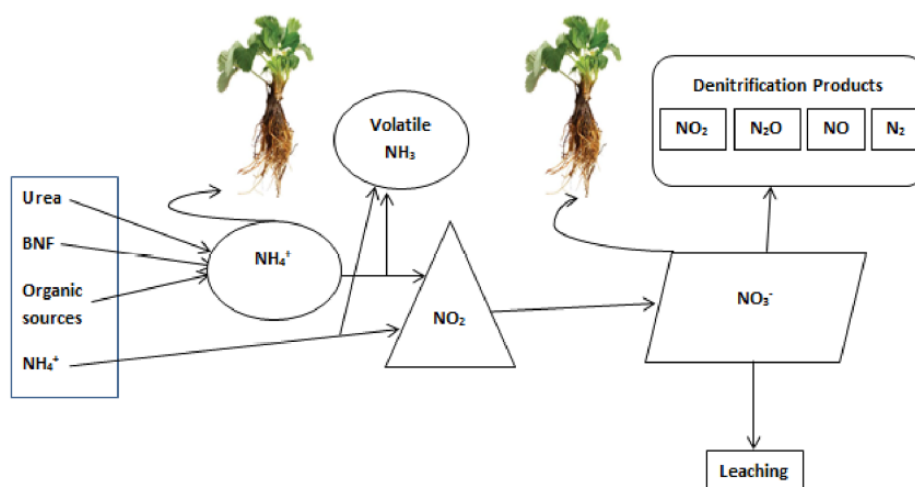 Denitrification Products
NO₂ N₂O NO N₂
Volatile
NH₃
Urea
BNF
Organic
sources
NH₄⁺
NH₄⁺
NO₂
NO₃⁻
Leaching